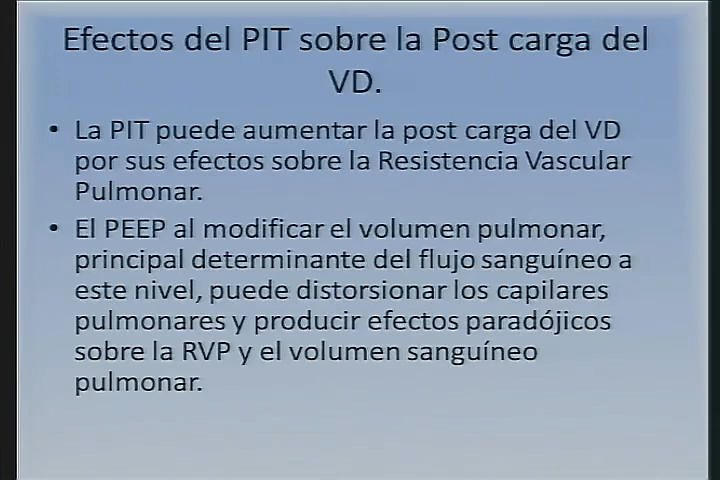 Efectos del PIT sobre la Post carga del
VD.
• La PIT puede aumentar la post carga del VD
por sus efectos sobre la Resistencia Vascular
Pulmonar.
• El PEEP al modificar el volumen pulmonar,
principal determinante del flujo sanguíneo a
este nivel, puede distorsionar los capilares
pulmonares y producir efectos paradójicos
sobre la RVP y el volumen sanguíneo
pulmonar.